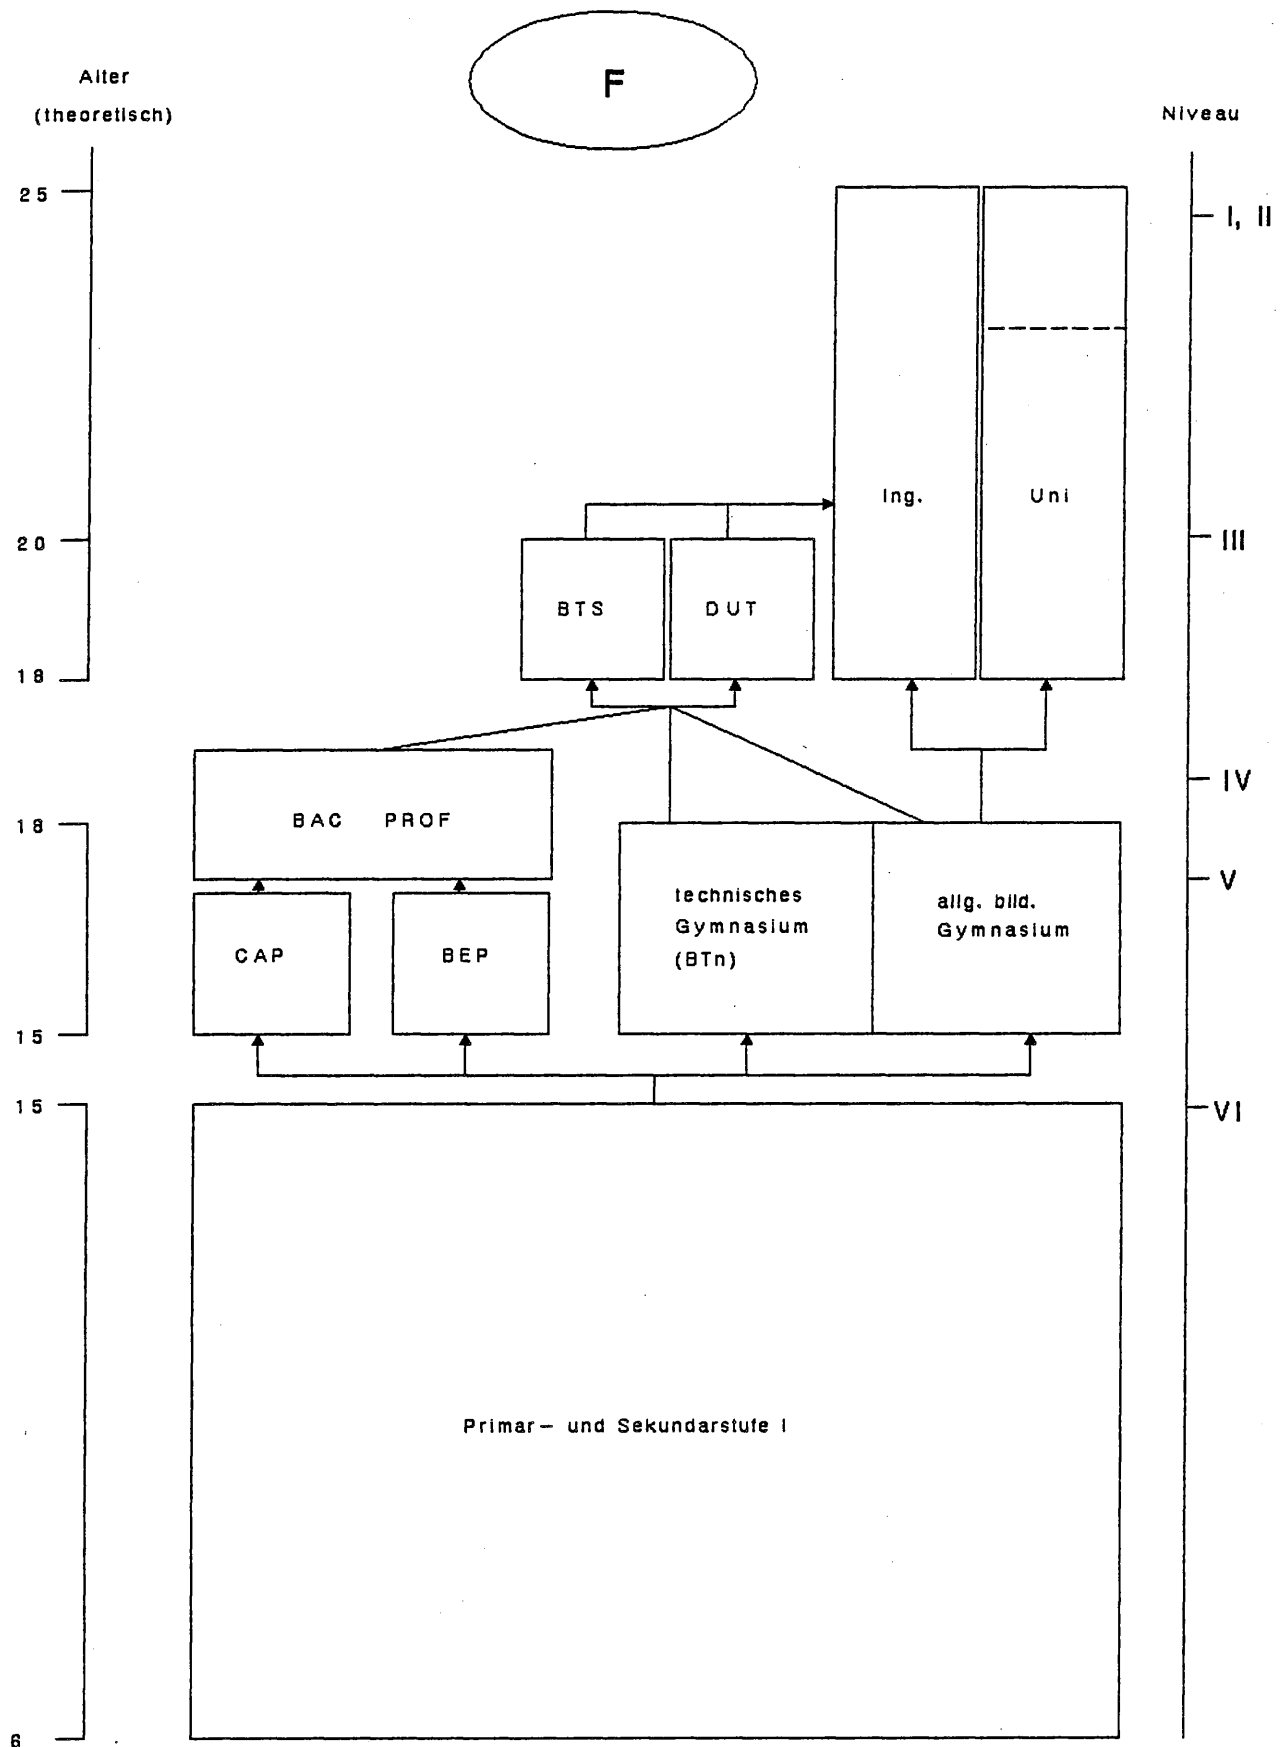 F
Alter
(theoretisch)
Niveau
25
I, II
Ing.
Uni
20
III
BTS
DUT
18
IV
BAC PROF
18
V
technisches
Gymnasium
(BTn)
allg. bild.
Gymnasium
CAP
BEP
15
15
VI
Primar- und Sekundarstufe I
6